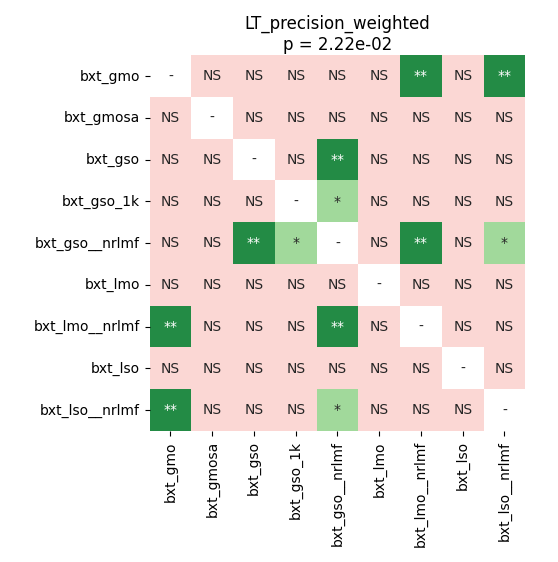 LT_precision_weighted
p = 2.22e-02
bxt_gmo - NS NS NS NS NS ** NS **
bxt_gmosa NS - NS NS NS NS NS NS NS
bxt_gso NS NS - NS ** NS NS NS NS
bxt_gso_1k NS NS NS - * NS NS NS NS
bxt_gso__nrlmf NS NS ** * - NS ** NS *
bxt_lmo NS NS NS NS NS - NS NS NS
bxt_lmo__nrlmf ** NS NS NS ** NS - NS NS
bxt_lso NS NS NS NS NS NS NS - NS
bxt_lso__nrlmf ** NS NS NS * NS NS NS -
bxt_gmo
bxt_gmosa
bxt_gso
bxt_gso_1k
bxt_gso__nrlmf
bxt_lmo
bxt_lmo__nrlmf
bxt_lso
bxt_lso__nrlmf